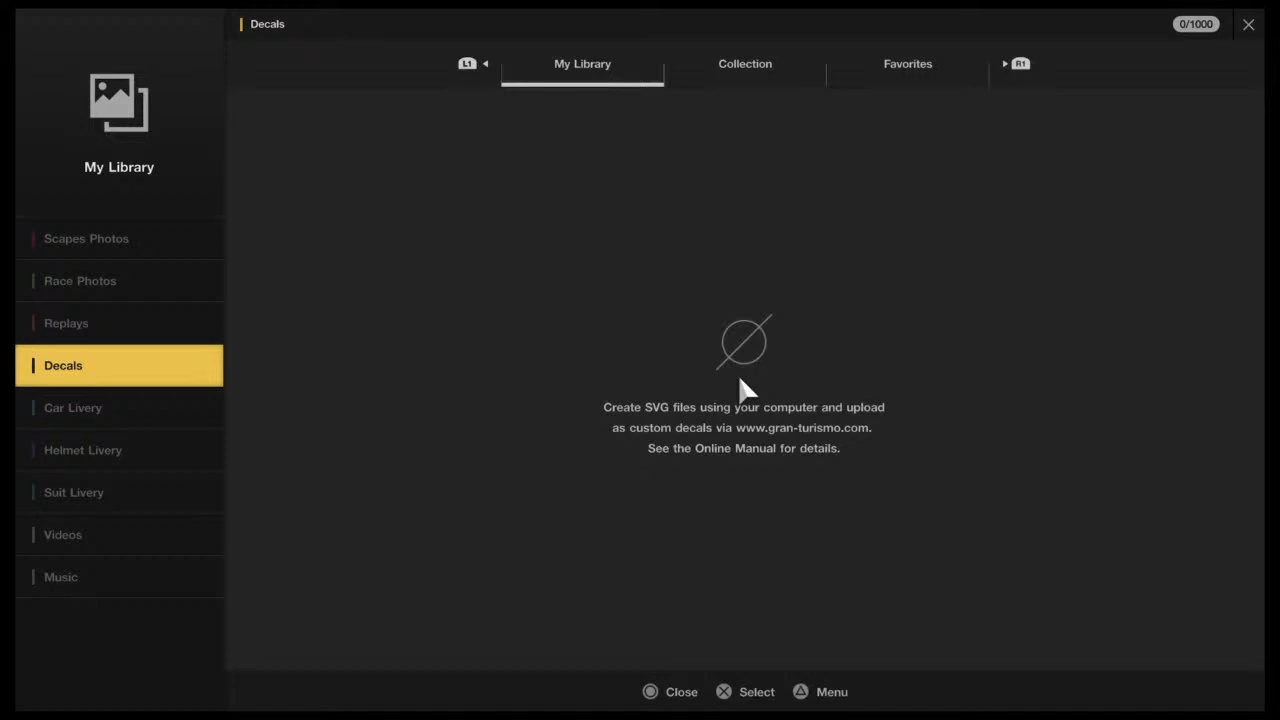 Decals
0/1000
L1
My Library
Collection
Favorites
R1
My Library
Scapes Photos
Race Photos
Replays
Decals
Car Livery
Helmet Livery
Suit Livery
Videos
Music
Create SVG files using your computer and upload
as custom decals via www.gran-turismo.com.
See the Online Manual for details.
Close
Select
Menu